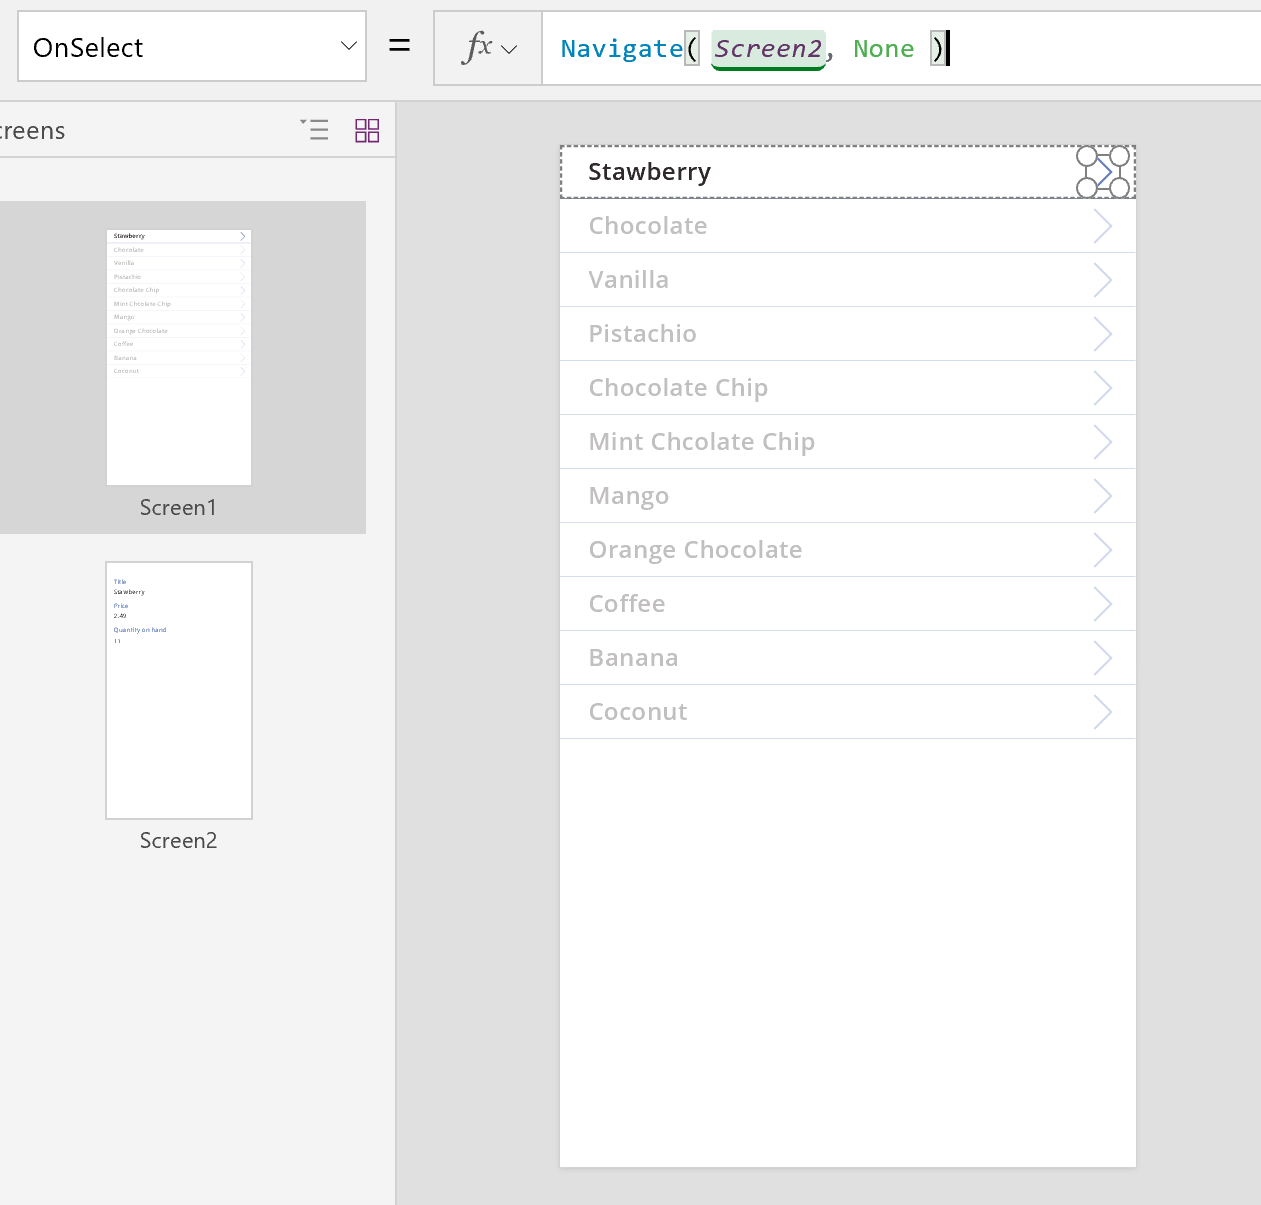 OnSelect
=
fx
Navigate( Screen2, None )
creens
Stawberry
Chocolate
Vanilla
Pistachio
Chocolate Chip
Mint Chcolate Chip
Mango
Orange Chocolate
Coffee
Banana
Coconut
Screen1
Title
Stawberry
Price
2.49
Quantity on hand
11
Screen2
Stawberry
Chocolate
Vanilla
Pistachio
Chocolate Chip
Mint Chcolate Chip
Mango
Orange Chocolate
Coffee
Banana
Coconut